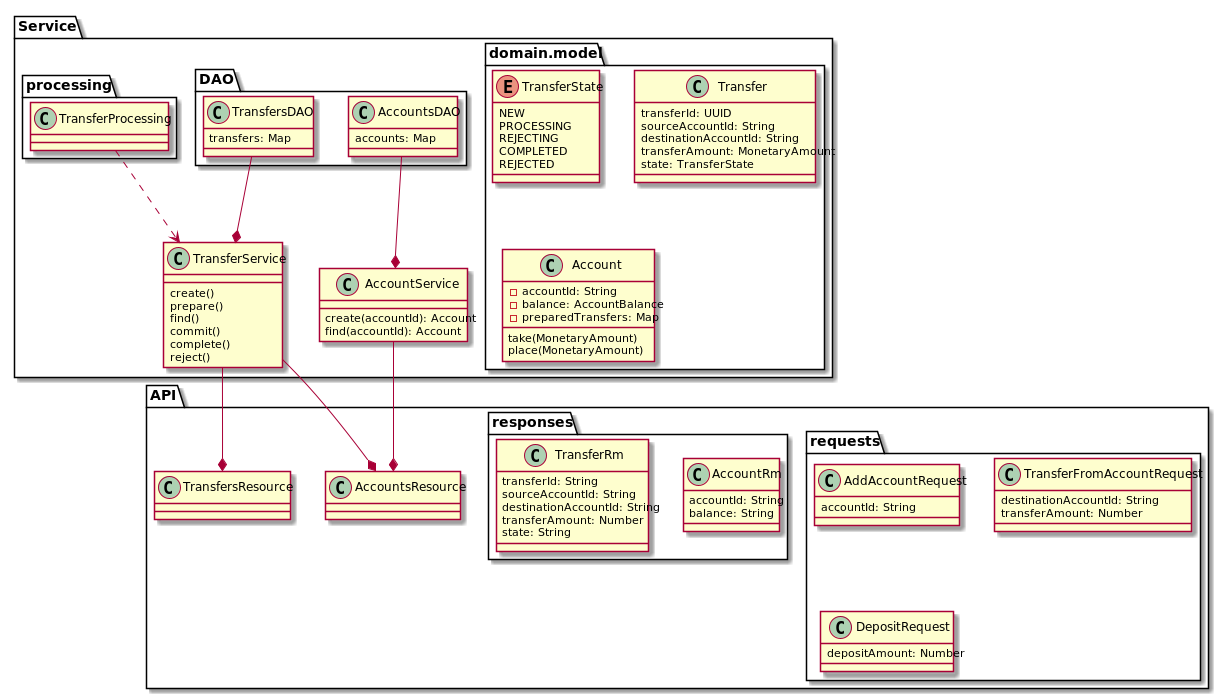 Service
processing
C TransferProcessing
DAO
C TransfersDAO
transfers: Map
C AccountsDAO
accounts: Map
domain.model
E TransferState
NEW
PROCESSING
REJECTING
COMPLETED
REJECTED
C Transfer
transferId: UUID
sourceAccountId: String
destinationAccountId: String
transferAmount: MonetaryAmount
state: TransferState
C Account
accountId: String
balance: AccountBalance
preparedTransfers: Map
take(MonetaryAmount)
place(MonetaryAmount)
C TransferService
create()
prepare()
find()
commit()
complete()
reject()
C AccountService
create(accountId): Account
find(accountId): Account
API
C TransfersResource
C AccountsResource
responses
C TransferRm
transferId: String
sourceAccountId: String
destinationAccountId: String
transferAmount: Number
state: String
C AccountRm
accountId: String
balance: String
requests
C AddAccountRequest
accountId: String
C TransferFromAccountRequest
destinationAccountId: String
transferAmount: Number
C DepositRequest
depositAmount: Number